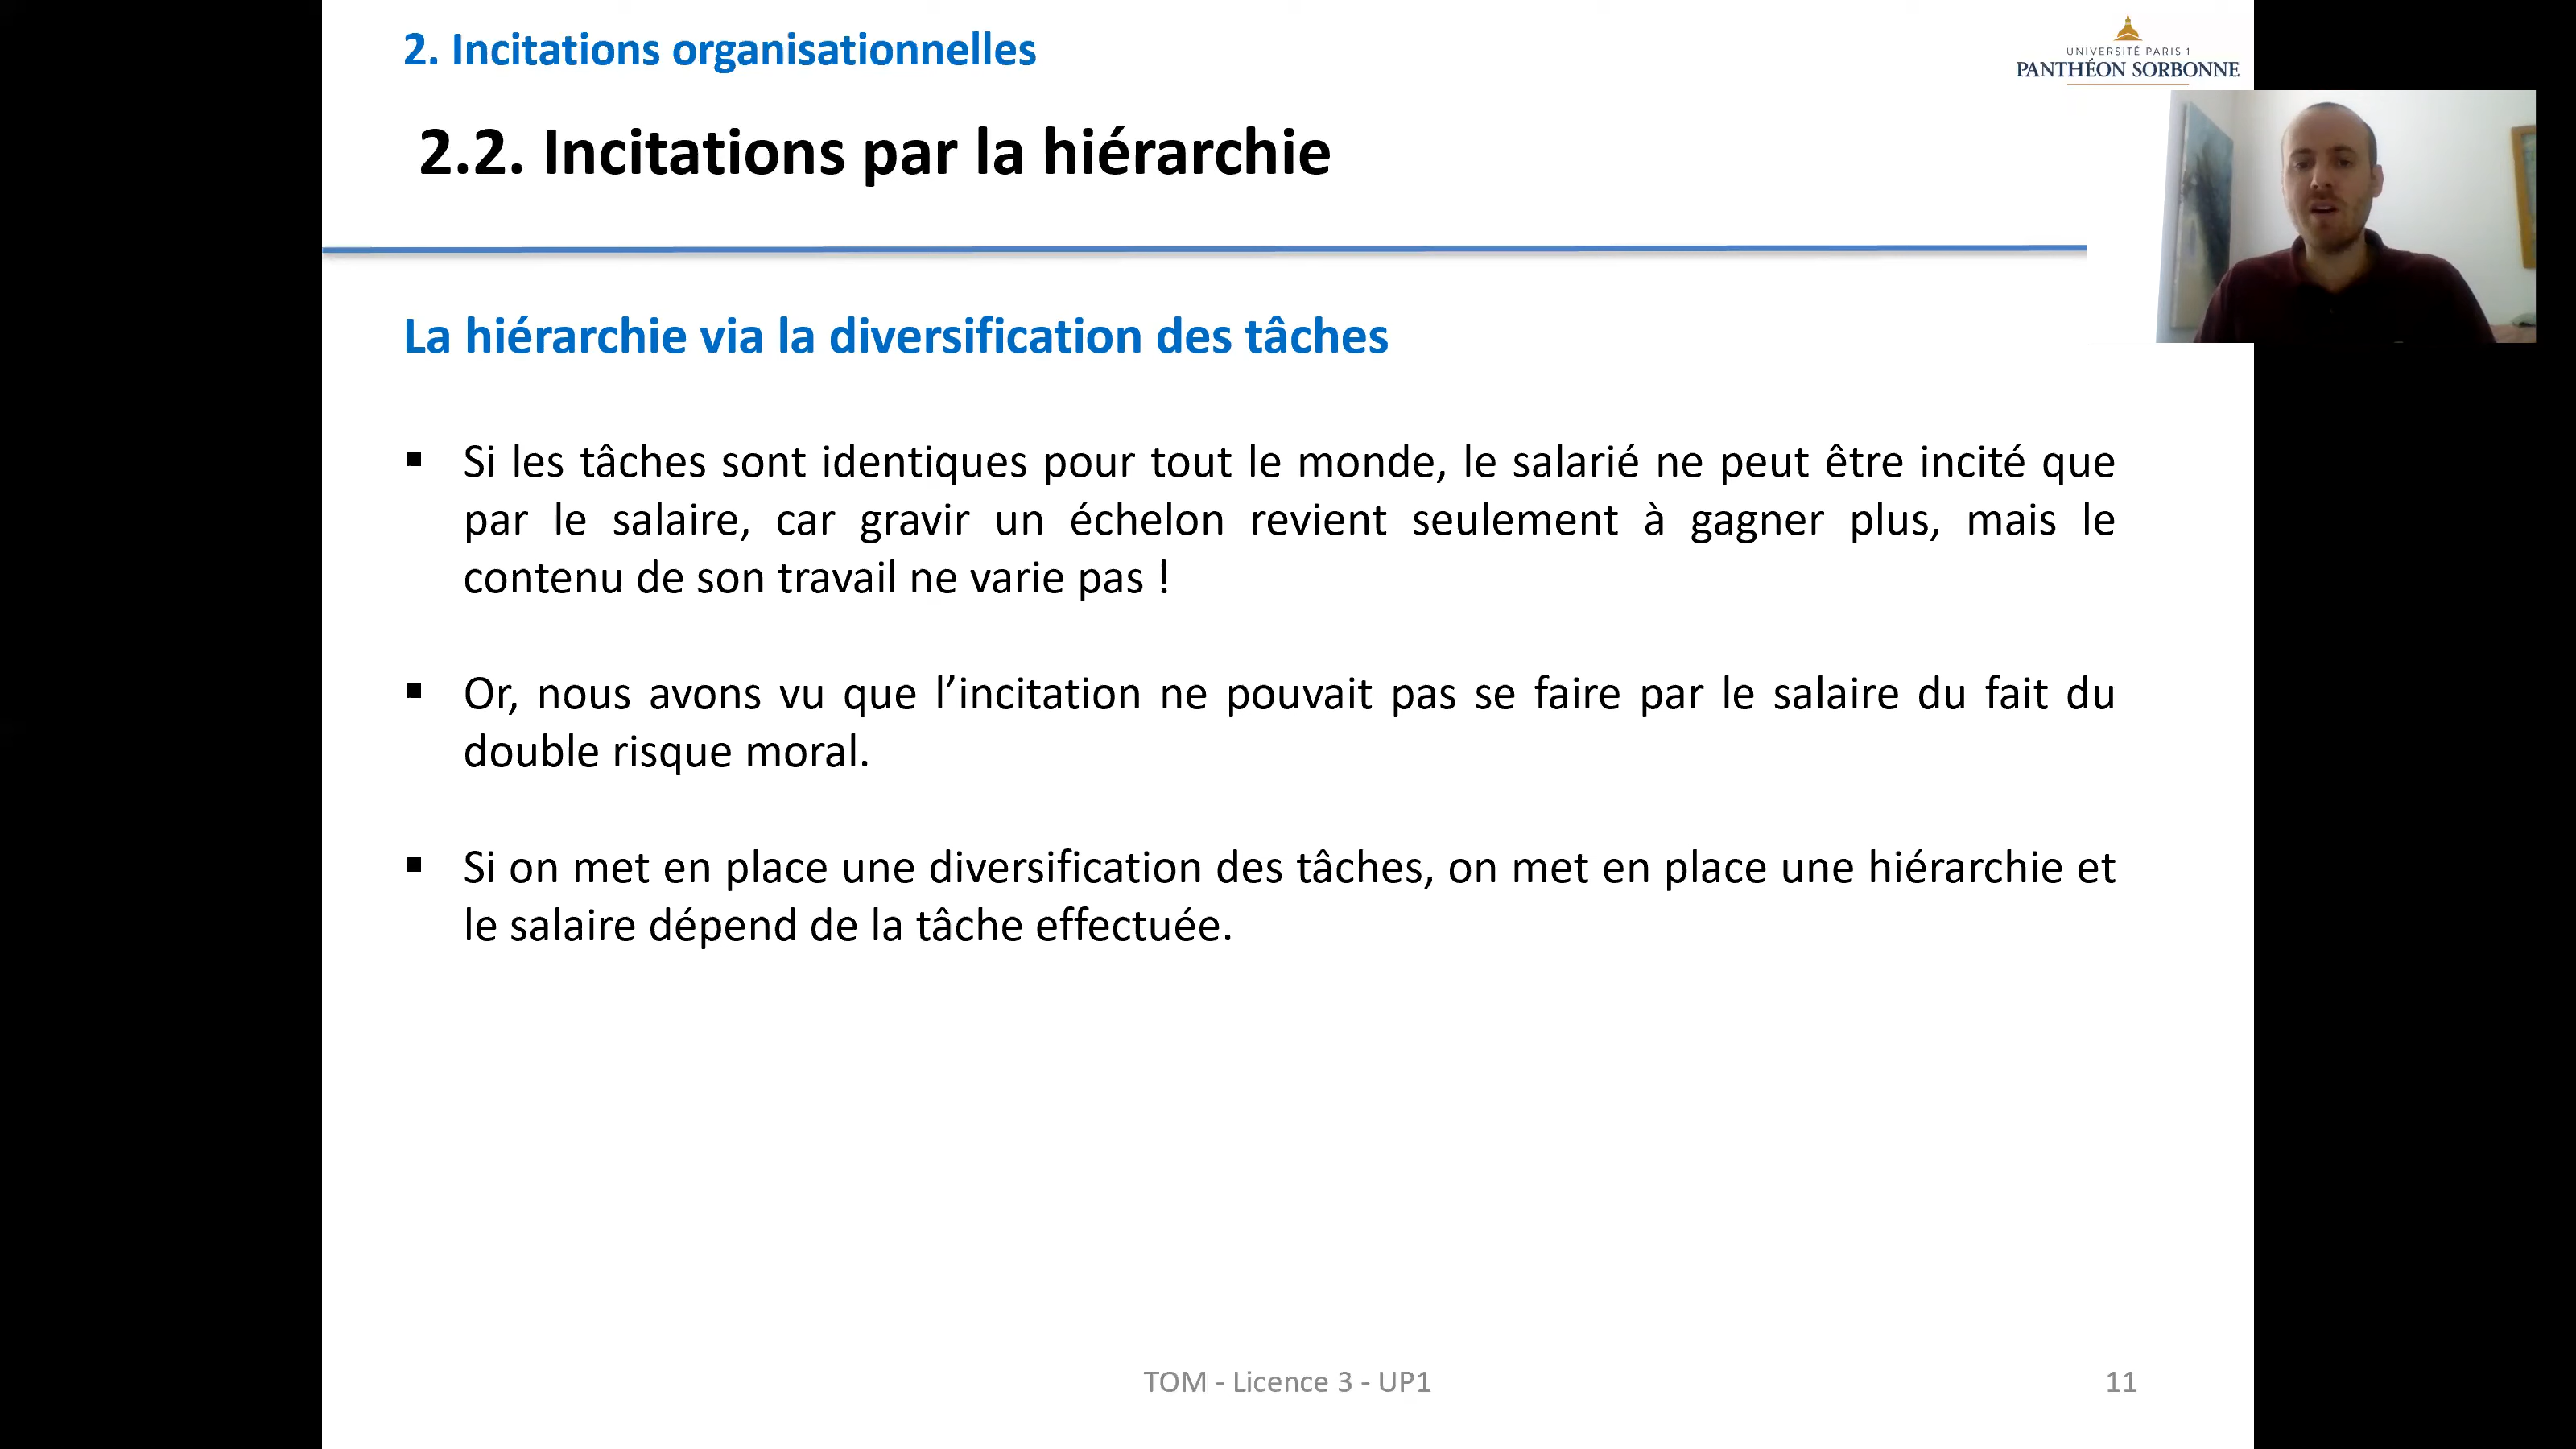 2. Incitations organisationnelles
UNIVERSITÉ PARIS 1
PANTHÉON SORBONNE
2.2. Incitations par la hiérarchie
La hiérarchie via la diversification des tâches
▪ Si les tâches sont identiques pour tout le monde, le salarié ne peut être incité que
par le salaire, car gravir un échelon revient seulement à gagner plus, mais le
contenu de son travail ne varie pas !
▪ Or, nous avons vu que l’incitation ne pouvait pas se faire par le salaire du fait du
double risque moral.
▪ Si on met en place une diversification des tâches, on met en place une hiérarchie et
le salaire dépend de la tâche effectuée.
TOM - Licence 3 - UP1
11